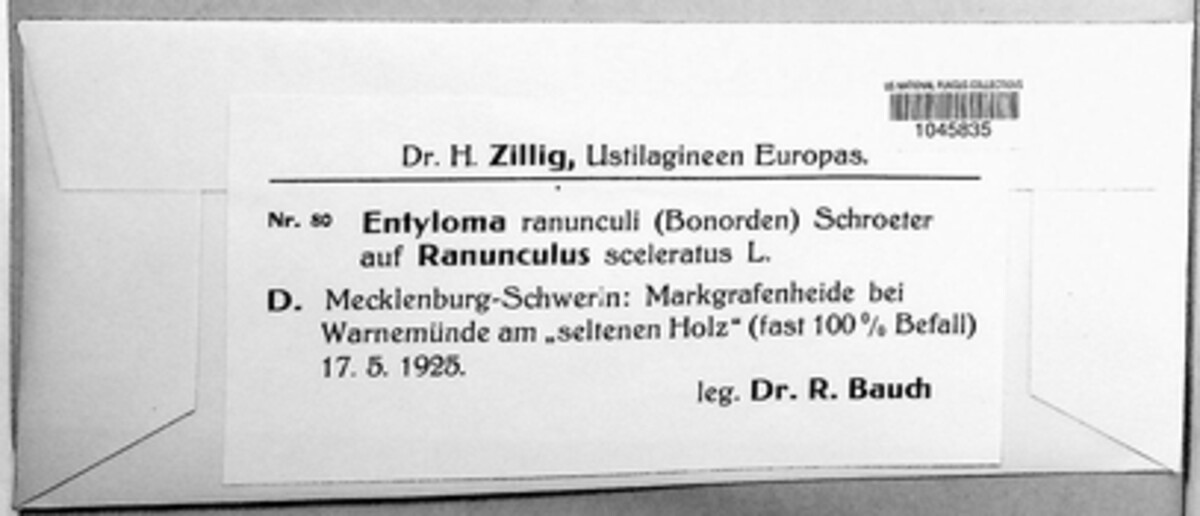 US NATIONAL FUNGUS COLLECTIONS
1045835
Dr. H. Zillig, Ustilagineen Europas.
Nr. 80 Entyloma ranunculi (Bonorden) Schroeter
auf Ranunculus sceleratus L.
D. Mecklenburg-Schwerin: Markgrafenheide bei
Warnemünde am „seltenen Holz“ (fast 100% Befall)
17. 5. 1925.
leg. Dr. R. Bauch